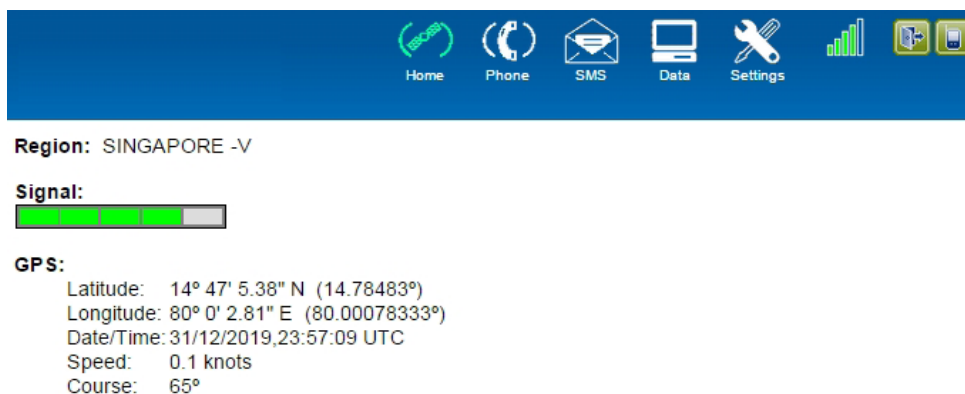 Home Phone SMS Data Settings
Region: SINGAPORE -V
Signal:
GPS:
Latitude: 14º 47' 5.38" N (14.78483º)
Longitude: 80º 0' 2.81" E (80.00078333º)
Date/Time: 31/12/2019,23:57:09 UTC
Speed: 0.1 knots
Course: 65º